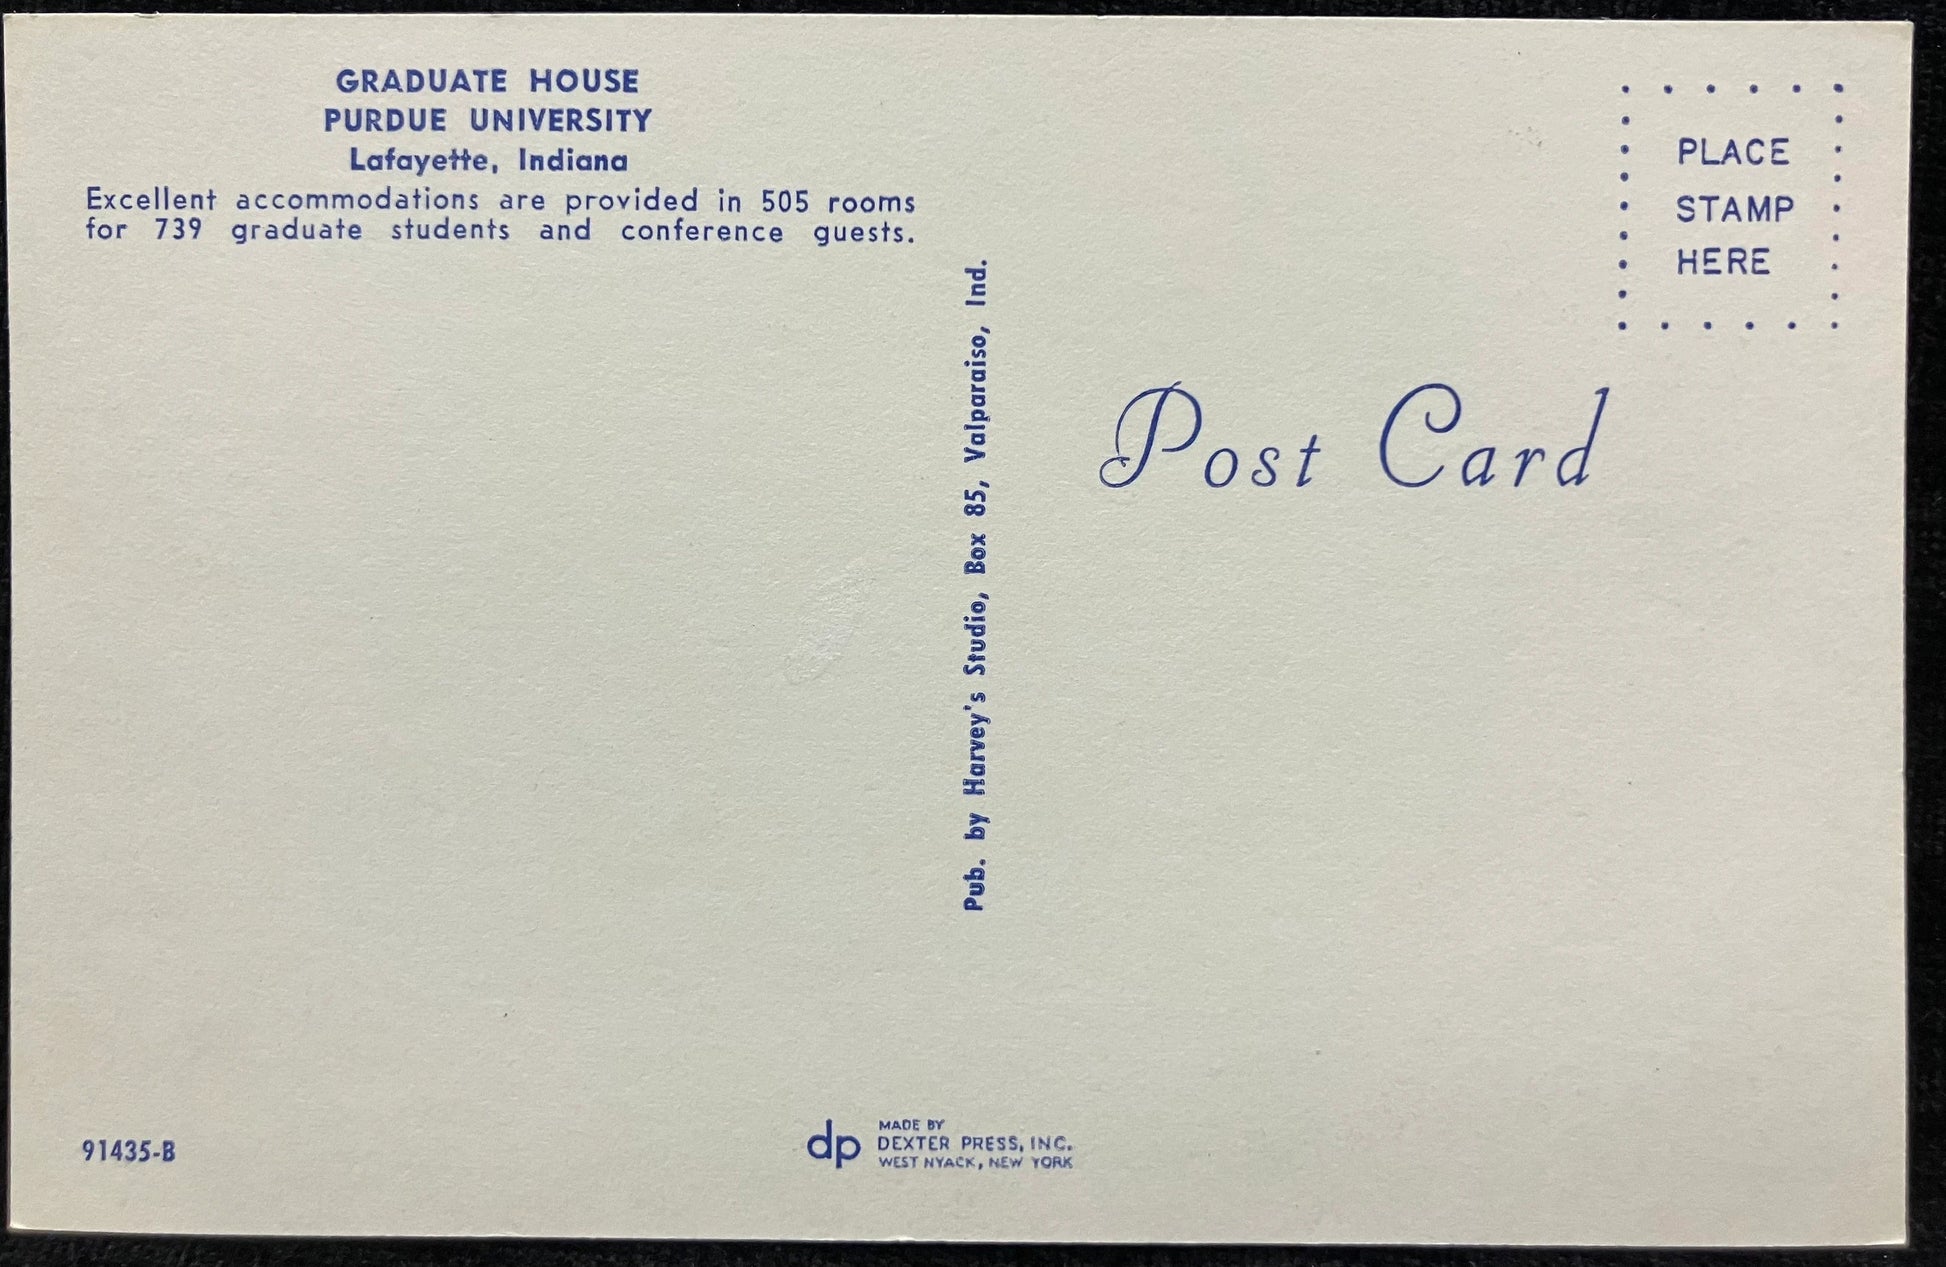 GRADUATE HOUSE
PURDUE UNIVERSITY
Lafayette, Indiana
Excellent accommodations are provided in 505 rooms
for 739 graduate students and conference guests.
Pub. by Harvey's Studio, Box 85, Valparaiso, Ind.
PLACE
STAMP
HERE
Post Card
91435-B
dp
MADE BY
DEXTER PRESS, INC.
WEST NYACK, NEW YORK